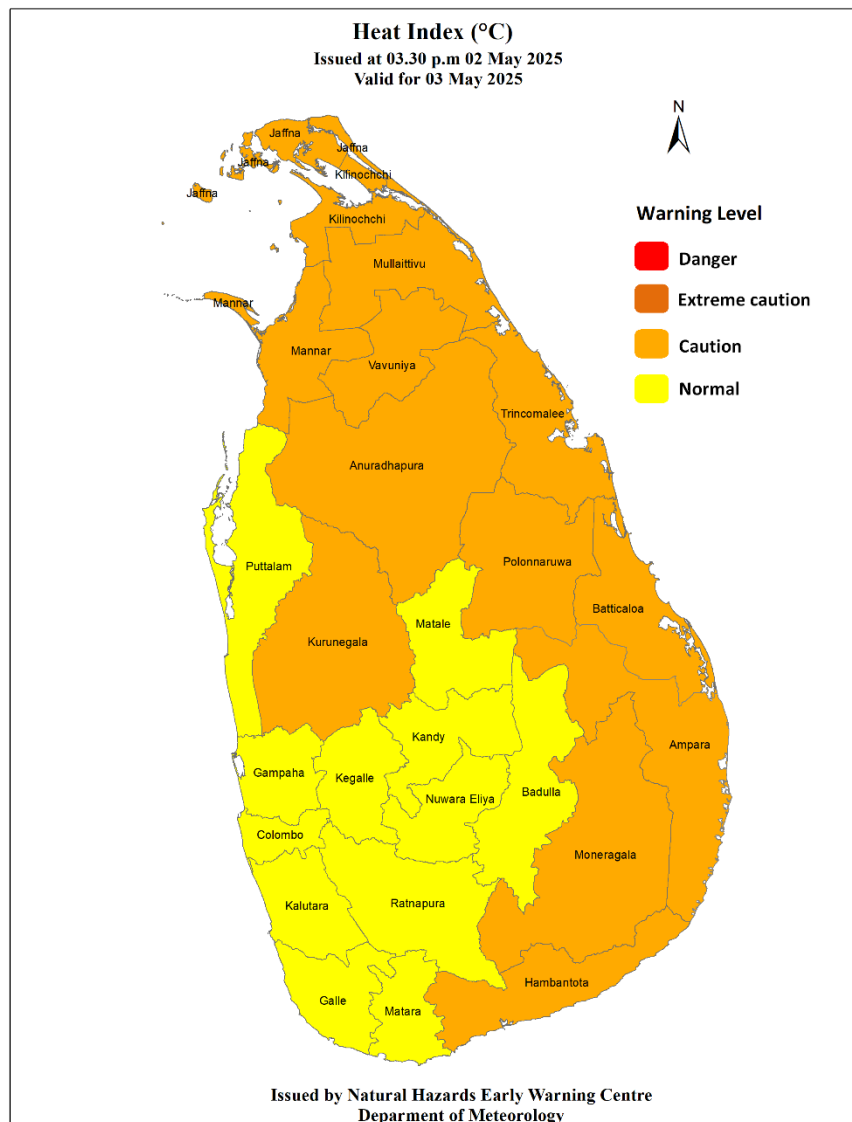 Heat Index (°C)
Issued at 03.30 p.m 02 May 2025
Valid for 03 May 2025
N
Jaffna
Jaffna
Jaffna
Kilinochchi
Jaffna
Kilinochchi
Warning Level
Danger
Extreme caution
Caution
Normal
Mullaittivu
Mannar
Mannar
Vavuniya
Trincomalee
Anuradhapura
Polonnaruwa
Puttalam
Batticaloa
Matale
Kurunegala
Kandy
Ampara
Gampaha
Kegalle
Nuwara Eliya
Badulla
Colombo
Moneragala
Kalutara
Ratnapura
Hambantota
Galle
Matara
Issued by Natural Hazards Early Warning Centre
Deparment of Meteorology